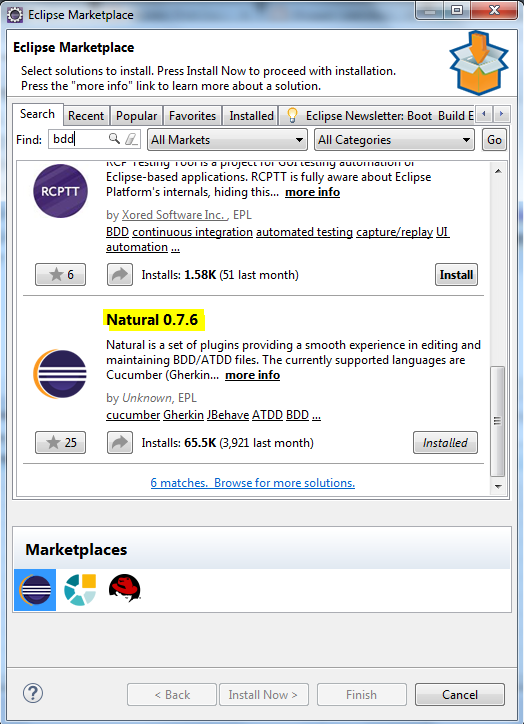 Eclipse Marketplace
Eclipse Marketplace
Select solutions to install. Press Install Now to proceed with installation.
Press the "more info" link to learn more about a solution.
Search Recent Popular Favorites Installed Eclipse Newsletter: Boot Build E
Find: bdd All Markets All Categories Go
RCP Testing Tool is a project for GUI testing automation of
Eclipse-based applications. RCPTT is fully aware about Eclipse
Platform's internals, hiding this... more info
RCPTT
by Xored Software Inc. , EPL
BDD continuous integration automated testing capture/replay UI
automation ...
6 Installs: 1.58K (51 last month) Install
Natural 0.7.6
Natural is a set of plugins providing a smooth experience in editing and
maintaining BDD/ATDD files. The currently supported languages are
Cucumber (Gherkin... more info
by Unknown, EPL
cucumber Gherkin JBehave ATDD BDD ...
25 Installs: 65.5K (3,921 last month) Installed
6 matches. Browse for more solutions.
Marketplaces
? < Back Install Now > Finish Cancel